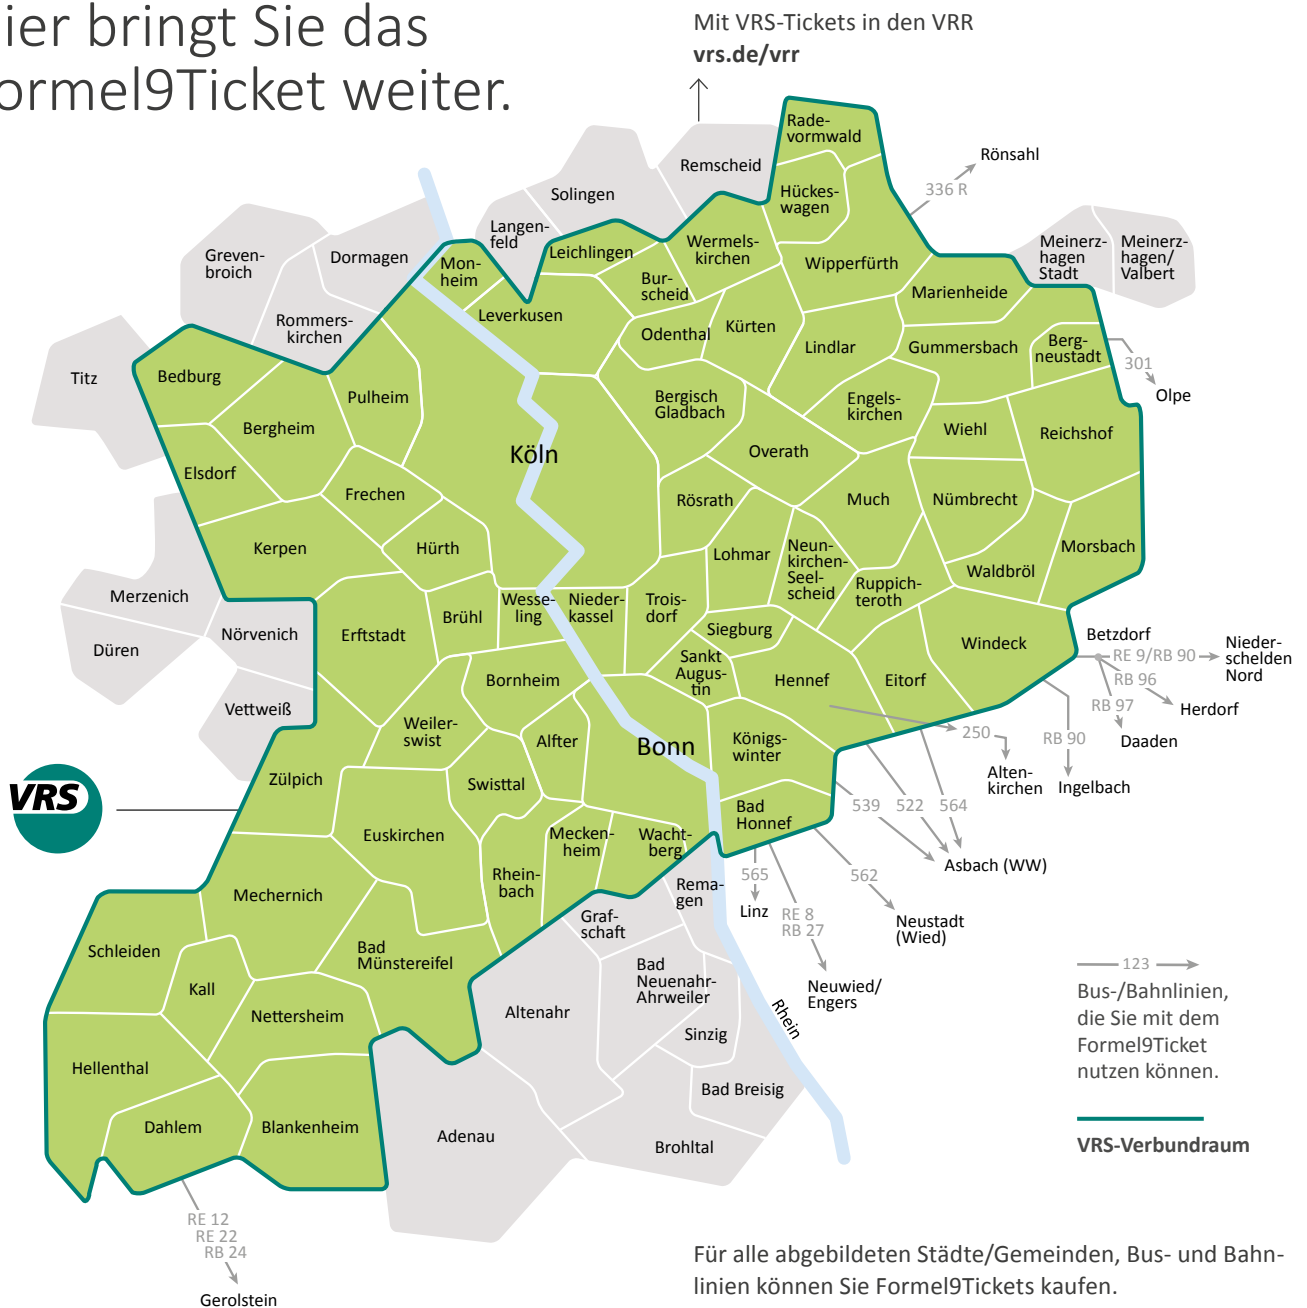 ier bringt Sie das
ormel9Ticket weiter.
Mit VRS-Tickets in den VRR
vrs.de/vrr
Rade-
vormwald
Remscheid
Rönsahl
336 R
Solingen
Hückes-
wagen
Langen-
feld
Greven-
broich
Dormagen
Mon-
heim
Leichlingen
Wermels-
kirchen
Wipperfürth
Meinerz-
hagen
Stadt
Meinerz-
hagen/
Valbert
Bur-
scheid
Marienheide
Rommers-
kirchen
Leverkusen
Odenthal
Kürten
Lindlar
Gummersbach
Berg-
neustadt
301
Olpe
Titz
Bedburg
Pulheim
Bergisch
Gladbach
Engels-
kirchen
Bergheim
Wiehl
Reichshof
Köln
Overath
Elsdorf
Frechen
Rösrath
Much
Nümbrecht
Kerpen
Hürth
Lohmar
Neun-
kirchen-
Seel-
scheid
Morsbach
Waldbröl
Ruppich-
teroth
Merzenich
Nörvenich
Düren
Erftstadt
Brühl
Wesse-
ling
Nieder-
kassel
Trois-
dorf
Siegburg
Windeck
Betzdorf
RE 9/RB 90
Nieder-
schelden
Nord
RB 96
Herdorf
RB 97
Daaden
RB 90
Ingelbach
Sankt
Augus-
tin
Hennef
Eitorf
Bornheim
Vettweiß
Weiler-
swist
Alfter
Bonn
Königs-
winter
250
Alten-
kirchen
VRS
Zülpich
Swisttal
539
522
564
Asbach (WW)
Bad
Honnef
Euskirchen
Mecken-
heim
Wacht-
berg
Rhein-
bach
565
Linz
562
Neustadt
(Wied)
RE 8
RB 27
Neuwied/
Engers
Mechernich
Rema-
gen
Graf-
schaft
Schleiden
Bad
Münstereifel
Bad
Neuenahr-
Ahrweiler
Kall
Nettersheim
Altenahr
Sinzig
Rhein
Hellenthal
Bad Breisig
Dahlem
Blankenheim
Adenau
Brohltal
123
Bus-/Bahnlinien,
die Sie mit dem
Formel9Ticket
nutzen können.
VRS-Verbundraum
RE 12
RE 22
RB 24
Gerolstein
Für alle abgebildeten Städte/Gemeinden, Bus- und Bahn-
linien können Sie Formel9Tickets kaufen.